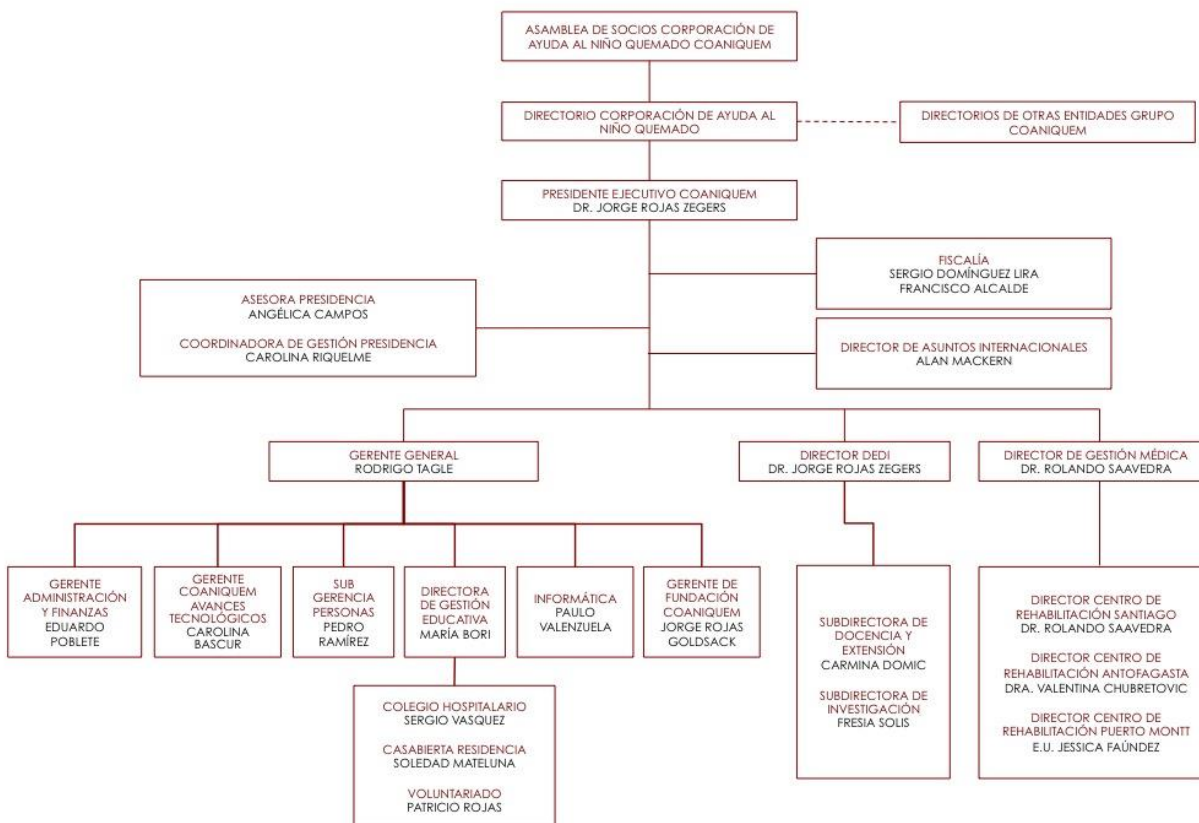 ASAMBLEA DE SOCIOS CORPORACIÓN DE
AYUDA AL NIÑO QUEMADO COANIQUEM
DIRECTORIO CORPORACIÓN DE AYUDA AL
NIÑO QUEMADO
DIRECTORIOS DE OTRAS ENTIDADES GRUPO
COANIQUEM
PRESIDENTE EJECUTIVO COANIQUEM
DR. JORGE ROJAS ZEGERS
FISCALÍA
SERGIO DOMÍNGUEZ LIRA
FRANCISCO ALCALDE
ASESORA PRESIDENCIA
ANGÉLICA CAMPOS
COORDINADORA DE GESTIÓN PRESIDENCIA
CAROLINA RIQUELME
DIRECTOR DE ASUNTOS INTERNACIONALES
ALAN MACKERN
GERENTE GENERAL
RODRIGO TAGLE
DIRECTOR DEDI
DR. JORGE ROJAS ZEGERS
DIRECTOR DE GESTIÓN MÉDICA
DR. ROLANDO SAAVEDRA
GERENTE
ADMINISTRACIÓN
Y FINANZAS
EDUARDO
POBLETE
GERENTE
COANIQUEM
AVANCES
TECNOLÓGICOS
CAROLINA
BASCUR
SUB
GERENCIA
PERSONAS
PEDRO
RAMÍREZ
DIRECTORA
DE GESTIÓN
EDUCATIVA
MARÍA BORI
INFORMÁTICA
PAULO
VALENZUELA
GERENTE DE
FUNDACIÓN
COANIQUEM
JORGE ROJAS
GOLDSACK
COLEGIO HOSPITALARIO
SERGIO VASQUEZ
CASABIERTA RESIDENCIA
SOLEDAD MATELUNA
VOLUNTARIADO
PATRICIO ROJAS
SUBDIRECTORA DE
DOCENCIA Y
EXTENSIÓN
CARMINA DOMIC
SUBDIRECTORA DE
INVESTIGACIÓN
FRESIA SOLIS
DIRECTOR CENTRO DE
REHABILITACIÓN SANTIAGO
DR. ROLANDO SAAVEDRA
DIRECTOR CENTRO DE
REHABILITACIÓN ANTOFAGASTA
DRA. VALENTINA CHUBRETOVIC
DIRECTOR CENTRO DE
REHABILITACIÓN PUERTO MONTT
E.U. JESSICA FAÚNDEZ